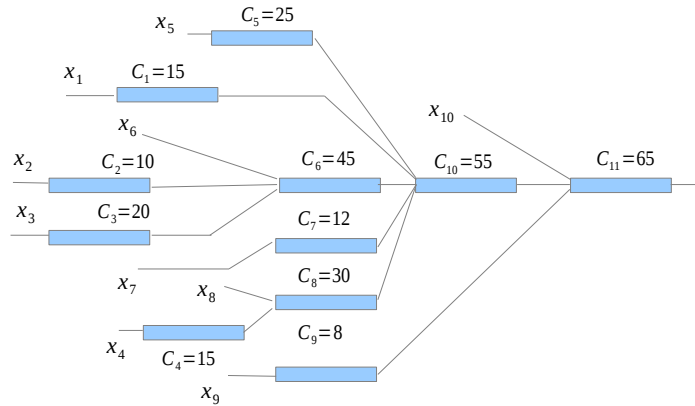 x₅
C₅=25
x₁
C₁=15
x₆
x₁₀
x₂
C₂=10
C₆=45
C₁₀=55
C₁₁=65
x₃
C₃=20
C₇=12
x₇
x₈
C₈=30
x₄
C₄=15
C₉=8
x₉